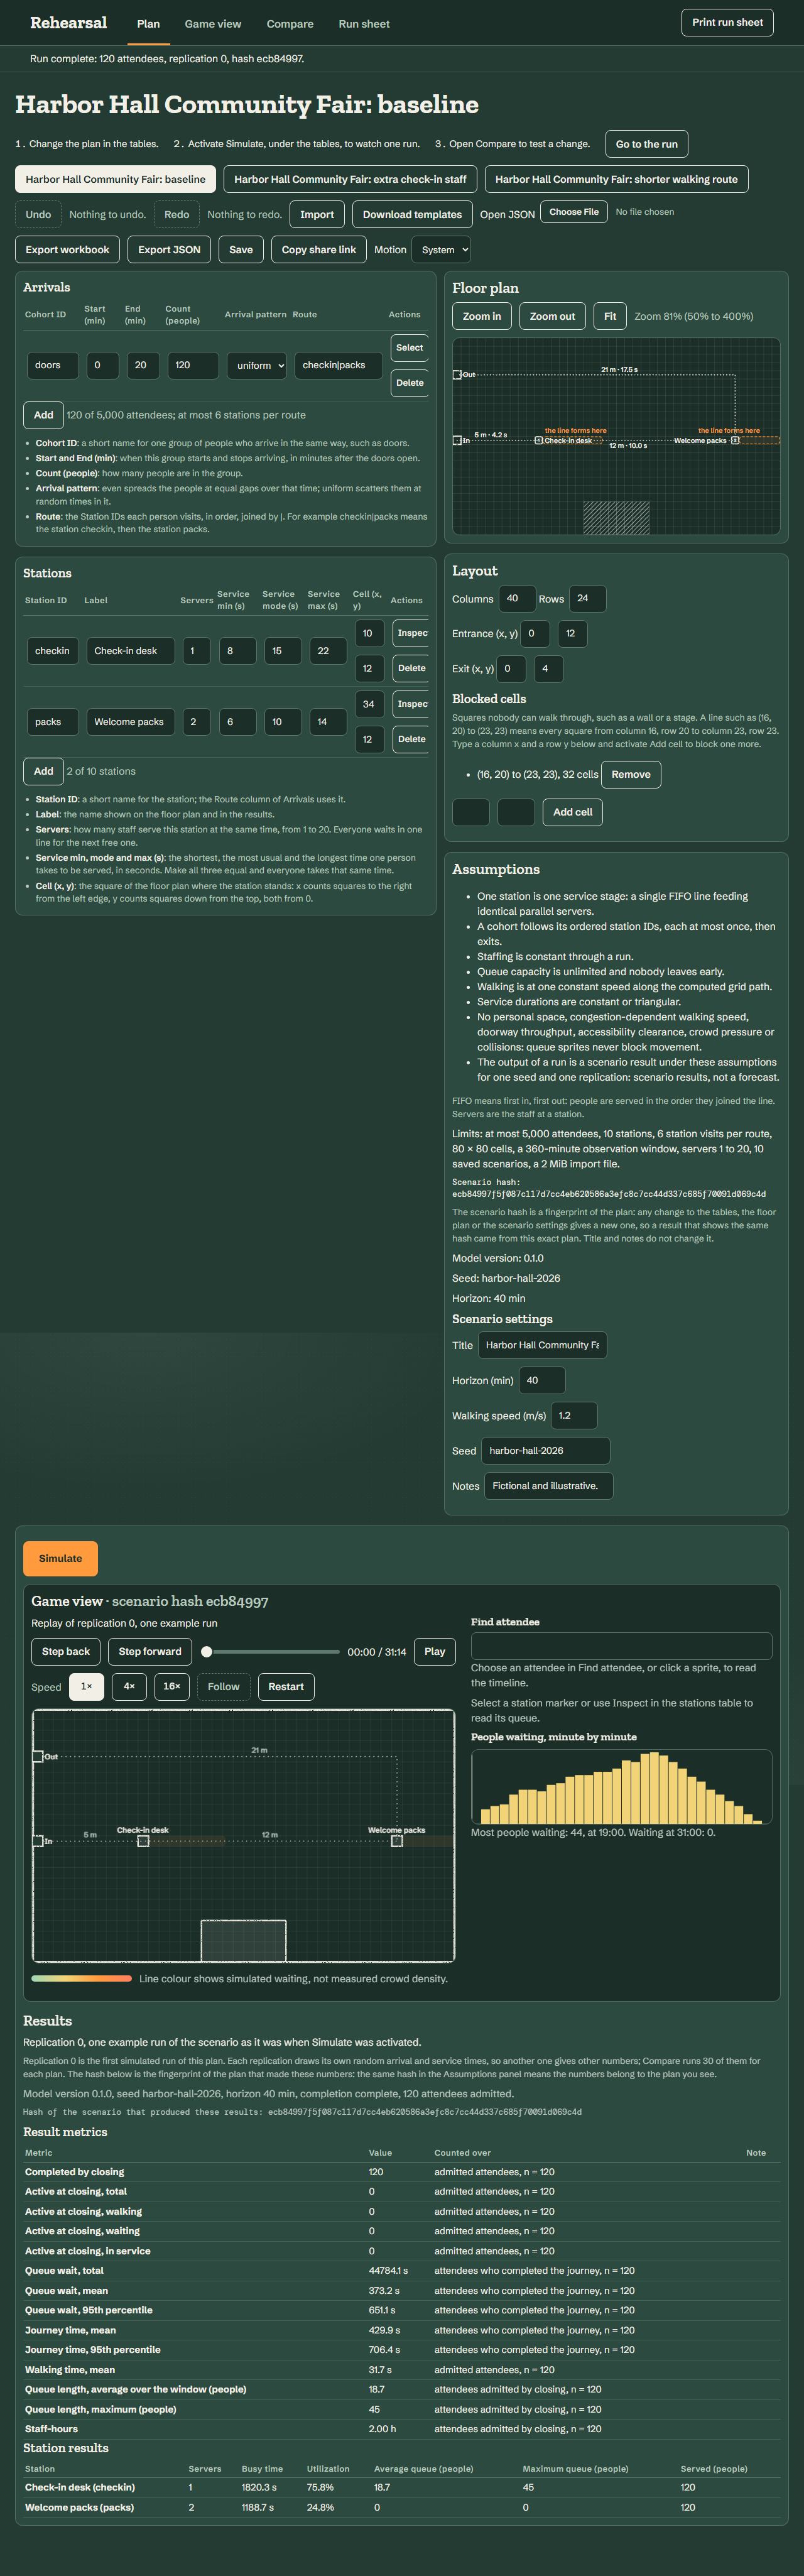 Rehearsal
Plan
Game view
Compare
Run sheet
Print run sheet
Run complete: 120 attendees, replication 0, hash ecb84997.
Harbor Hall Community Fair: baseline
1. Change the plan in the tables.
2. Activate Simulate, under the tables, to watch one run.
3. Open Compare to test a change.
Go to the run
Harbor Hall Community Fair: baseline
Harbor Hall Community Fair: extra check-in staff
Harbor Hall Community Fair: shorter walking route
Undo
Nothing to undo.
Redo
Nothing to redo.
Import
Download templates
Open JSON
Choose File
No file chosen
Export workbook
Export JSON
Save
Copy share link
Motion
System
Arrivals
Cohort ID
Start (min)
End (min)
Count (people)
Arrival pattern
Route
Actions
doors
0
20
120
uniform
checkin|packs
Select
Delete
Add
120 of 5,000 attendees; at most 6 stations per route
• Cohort ID: a short name for one group of people who arrive in the same way, such as doors.
• Start and End (min): when this group starts and stops arriving, in minutes after the doors open.
• Count (people): how many people are in the group.
• Arrival pattern: even spreads the people at equal gaps over that time; uniform scatters them at
random times in it.
• Route: the Station IDs each person visits, in order, joined by |. For example checkin|packs means
the station checkin, then the station packs.
Stations
Station ID
Label
Servers
Service min (s)
Service mode (s)
Service max (s)
Cell (x, y)
Actions
checkin
Check-in desk
1
8
15
22
10
12
Inspec
Delete
packs
Welcome packs
2
6
10
14
34
12
Inspec
Delete
Add
2 of 10 stations
• Station ID: a short name for the station; the Route column of Arrivals uses it.
• Label: the name shown on the floor plan and in the results.
• Servers: how many staff serve this station at the same time, from 1 to 20. Everyone waits in one
line for the next free one.
• Service min, mode and max (s): the shortest, the most usual and the longest time one person
takes to be served, in seconds. Make all three equal and everyone takes that same time.
• Cell (x, y): the square of the floor plan where the station stands: x counts squares to the right
from the left edge, y counts squares down from the top, both from 0.
Floor plan
Zoom in
Zoom out
Fit
Zoom 81% (50% to 400%)
21 m · 17.5 s
Out
the line forms here
the line forms here
5 m · 4.2 s
In
Check-in desk
12 m · 10.0 s
Welcome packs
Layout
Columns
40
Rows
24
Entrance (x, y)
0
12
Exit (x, y)
0
4
Blocked cells
Squares nobody can walk through, such as a wall or a stage. A line such as (16,
20) to (23, 23) means every square from column 16, row 20 to column 23, row 23.
Type a column x and a row y below and activate Add cell to block one more.
• (16, 20) to (23, 23), 32 cells
Remove
Add cell
Assumptions
• One station is one service stage: a single FIFO line feeding
identical parallel servers.
• A cohort follows its ordered station IDs, each at most once, then
exits.
• Staffing is constant through a run.
• Queue capacity is unlimited and nobody leaves early.
• Walking is at one constant speed along the computed grid path.
• Service durations are constant or triangular.
• No personal space, congestion-dependent walking speed,
doorway throughput, accessibility clearance, crowd pressure or
collisions: queue sprites never block movement.
• The output of a run is a scenario result under these assumptions
for one seed and one replication: scenario results, not a forecast.
FIFO means first in, first out: people are served in the order they joined the line.
Servers are the staff at a station.
Limits: at most 5,000 attendees, 10 stations, 6 station visits per route,
80 × 80 cells, a 360-minute observation window, servers 1 to 20, 10
saved scenarios, a 2 MiB import file.
Scenario hash:
ecb84997f5f087c117d7cc4eb620586a3efc8c7cc44d337c685f70091d069c4d
The scenario hash is a fingerprint of the plan: any change to the tables, the floor
plan or the scenario settings gives a new one, so a result that shows the same
hash came from this exact plan. Title and notes do not change it.
Model version: 0.1.0
Seed: harbor-hall-2026
Horizon: 40 min
Scenario settings
Title
Harbor Hall Community Fa
Horizon (min)
40
Walking speed (m/s)
1.2
Seed
harbor-hall-2026
Notes
Fictional and illustrative.
Simulate
Game view · scenario hash ecb84997
Replay of replication 0, one example run
Step back
Step forward
00:00 / 31:14
Play
Speed
1×
4×
16×
Follow
Restart
21 m
Out
Check-in desk
Welcome packs
5 m
12 m
In
Line colour shows simulated waiting, not measured crowd density.
Find attendee
Choose an attendee in Find attendee, or click a sprite, to read
the timeline.
Select a station marker or use Inspect in the stations table to
read its queue.
People waiting, minute by minute
Most people waiting: 44, at 19:00. Waiting at 31:00: 0.
Results
Replication 0, one example run of the scenario as it was when Simulate was activated.
Replication 0 is the first simulated run of this plan. Each replication draws its own random arrival and service times, so another one gives other numbers; Compare runs 30 of them for
each plan. The hash below is the fingerprint of the plan that made these numbers: the same hash in the Assumptions panel means the numbers belong to the plan you see.
Model version 0.1.0, seed harbor-hall-2026, horizon 40 min, completion complete, 120 attendees admitted.
Hash of the scenario that produced these results: ecb84997f5f087c117d7cc4eb620586a3efc8c7cc44d337c685f70091d069c4d
Result metrics
Metric Value Counted over Note
Completed by closing 120 admitted attendees, n = 120
Active at closing, total 0 admitted attendees, n = 120
Active at closing, walking 0 admitted attendees, n = 120
Active at closing, waiting 0 admitted attendees, n = 120
Active at closing, in service 0 admitted attendees, n = 120
Queue wait, total 44784.1 s attendees who completed the journey, n = 120
Queue wait, mean 373.2 s attendees who completed the journey, n = 120
Queue wait, 95th percentile 651.1 s attendees who completed the journey, n = 120
Journey time, mean 429.9 s attendees who completed the journey, n = 120
Journey time, 95th percentile 706.4 s attendees who completed the journey, n = 120
Walking time, mean 31.7 s admitted attendees, n = 120
Queue length, average over the window (people) 18.7 attendees admitted by closing, n = 120
Queue length, maximum (people) 45 attendees admitted by closing, n = 120
Staff-hours 2.00 h attendees admitted by closing, n = 120
Station results
Station Servers Busy time Utilization Average queue (people) Maximum queue (people) Served (people)
Check-in desk (checkin) 1 1820.3 s 75.8% 18.7 45 120
Welcome packs (packs) 2 1188.7 s 24.8% 0 0 120